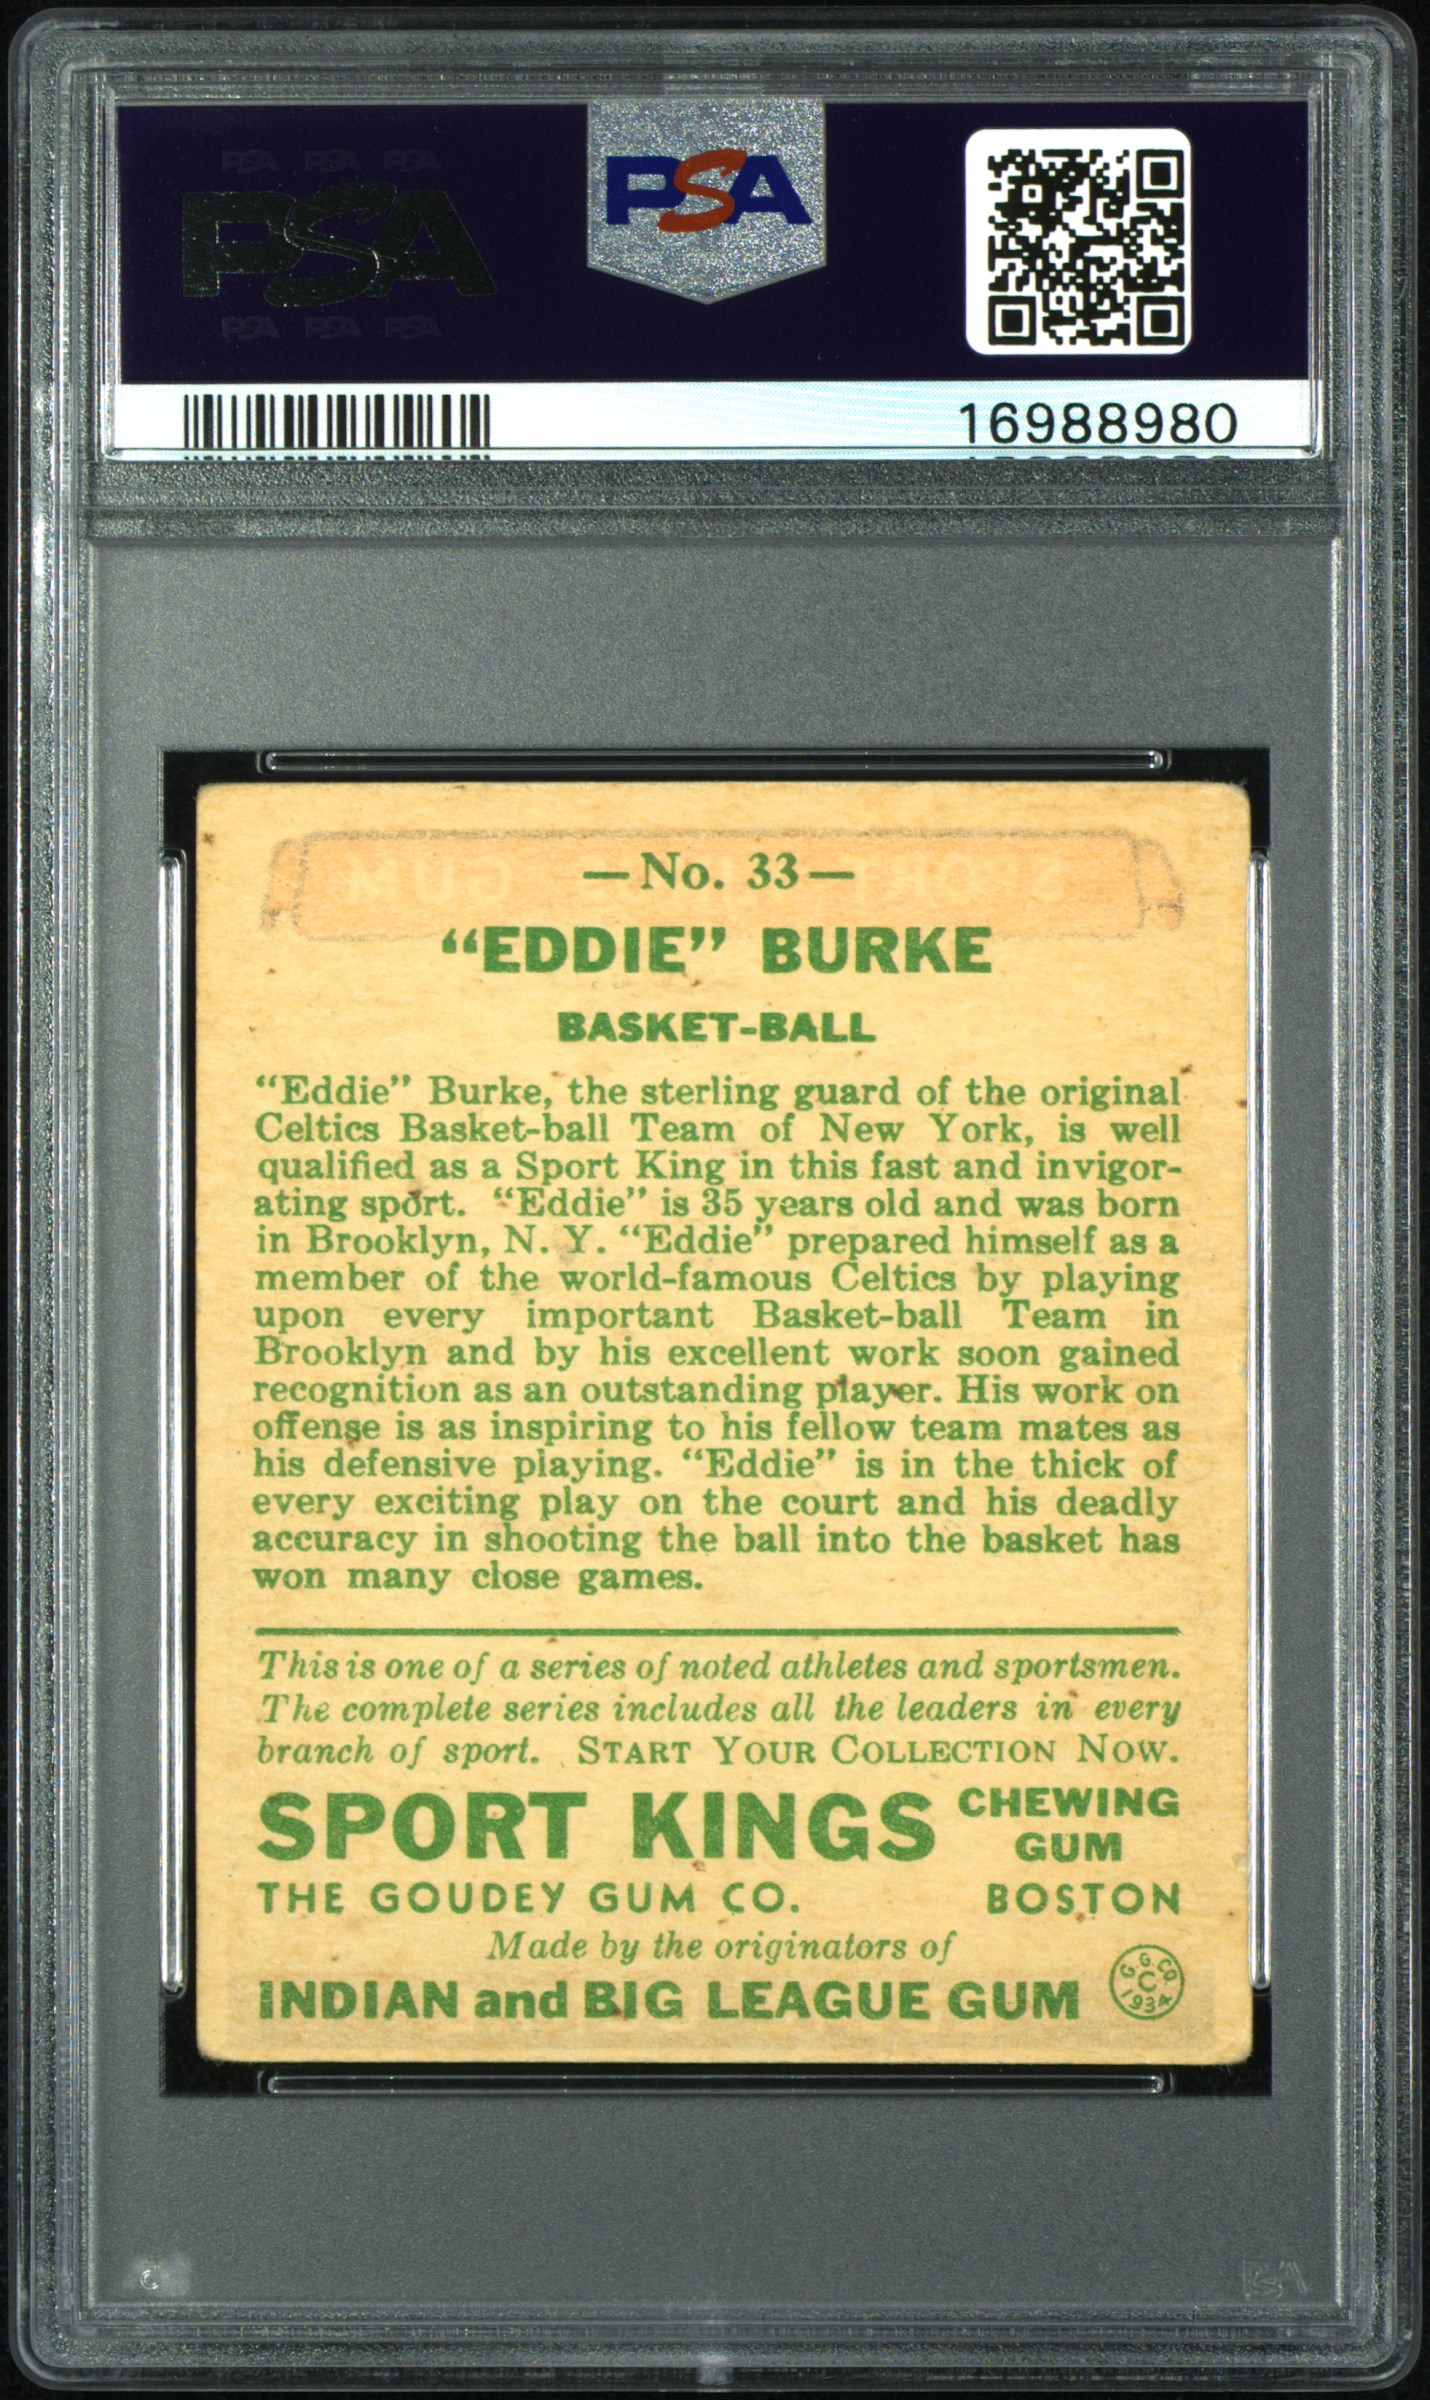 PSA PSA PSA
PSA
PSA PSA PSA
PSA
16988980
—No. 33—
“EDDIE” BURKE
BASKET-BALL
“Eddie” Burke, the sterling guard of the original
Celtics Basket-ball Team of New York, is well
qualified as a Sport King in this fast and invigor-
ating sport. “Eddie” is 35 years old and was born
in Brooklyn, N. Y. “Eddie” prepared himself as a
member of the world-famous Celtics by playing
upon every important Basket-ball Team in
Brooklyn and by his excellent work soon gained
recognition as an outstanding player. His work on
offense is as inspiring to his fellow team mates as
his defensive playing. “Eddie” is in the thick of
every exciting play on the court and his deadly
accuracy in shooting the ball into the basket has
won many close games.
This is one of a series of noted athletes and sportsmen.
The complete series includes all the leaders in every
branch of sport. START YOUR COLLECTION NOW.
SPORT KINGS CHEWING GUM
THE GOUDEY GUM CO. BOSTON
Made by the originators of
INDIAN and BIG LEAGUE GUM
G. G. CO. C 1934
PSA